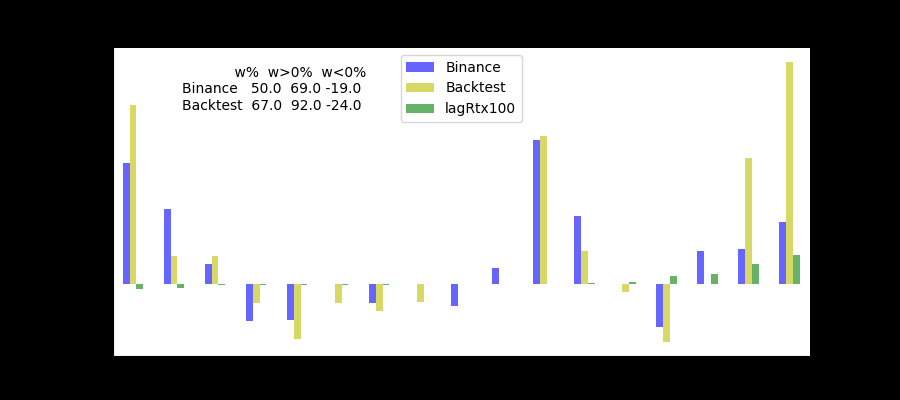 w% w>0% w<0%
Binance 50.0 69.0 -19.0
Backtest 67.0 92.0 -24.0
Binance
Backtest
lagRtx100